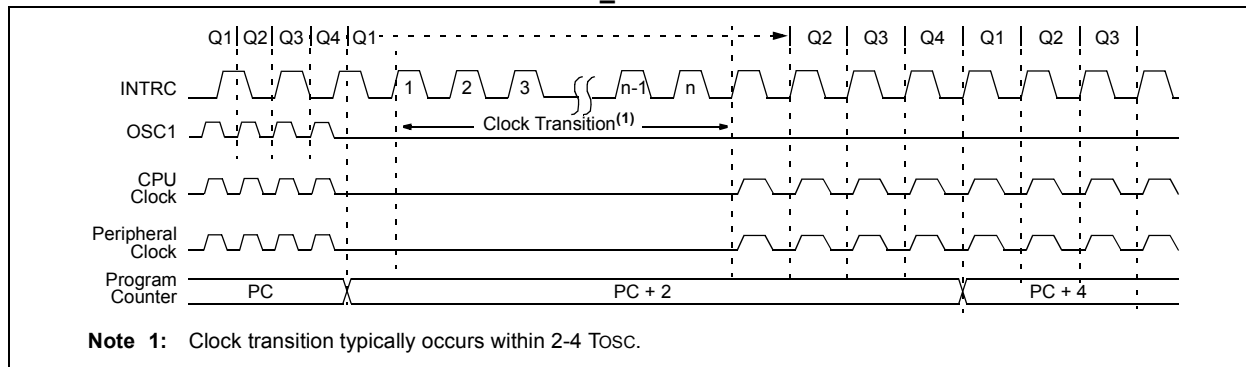 Q1 Q2 Q3 Q4 Q1 Q2 Q3 Q4 Q1 Q2 Q3
INTRC 1 2 3 n-1 n
OSC1 Clock Transition(1)
CPU
Clock
Peripheral
Clock
Program
Counter PC PC + 2 PC + 4
Note 1: Clock transition typically occurs within 2-4 TOSC.